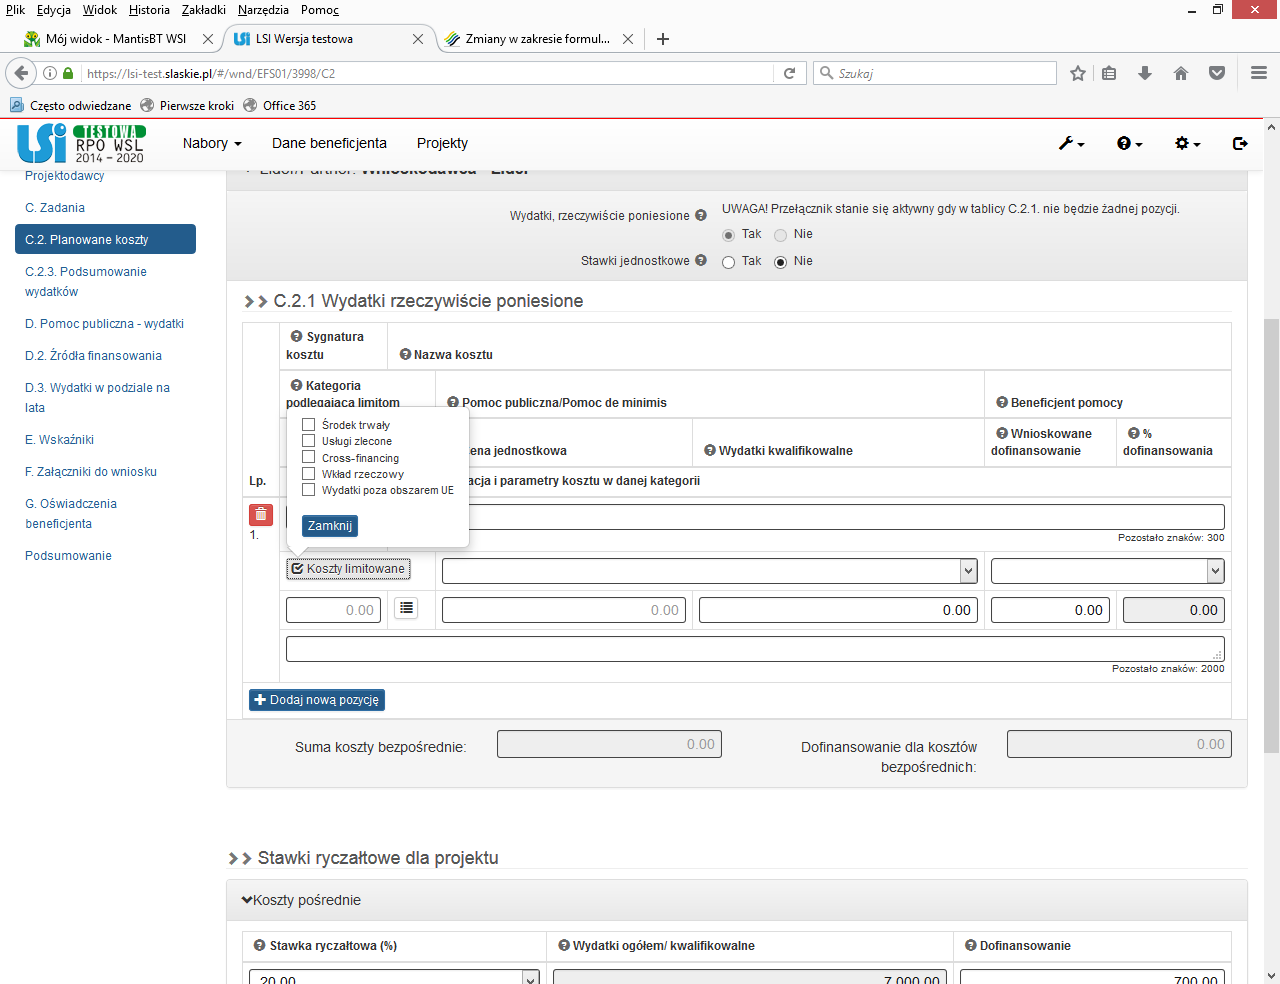 Plik Edycja Widok Historia Zakładki Narzędzia Pomoc
Mój widok - MantisBT WSI
LSI Wersja testowa
Zmiany w zakresie formul...
https://lsi-test.slaskie.pl/#/wnd/EFS01/3998/C2
Szukaj
Często odwiedzane Pierwsze kroki Office 365
LSI TESTOWA
RPO WSL
2014 – 2020
Nabory Dane beneficjenta Projekty
Projektodawcy
C. Zadania
C.2. Planowane koszty
C.2.3. Podsumowanie
wydatków
D. Pomoc publiczna - wydatki
D.2. Źródła finansowania
D.3. Wydatki w podziale na
lata
E. Wskaźniki
F. Załączniki do wniosku
G. Oświadczenia
beneficjenta
Podsumowanie
Lider/Partner: Wnioskodawca - Lider
Wydatki, rzeczywiście poniesione
UWAGA! Przełącznik stanie się aktywny gdy w tablicy C.2.1. nie będzie żadnej pozycji.
Tak Nie
Stawki jednostkowe
Tak Nie
C.2.1 Wydatki rzeczywiście poniesione
Sygnatura
kosztu
Nazwa kosztu
Kategoria
podlegająca limitom
Pomoc publiczna/Pomoc de minimis
Beneficjent pomocy
ena jednostkowa
Wydatki kwalifikowalne
Wnioskowane
dofinansowanie
%
dofinansowania
Lp.
acja i parametry kosztu w danej kategorii
Środek trwały
Usługi zlecone
Cross-financing
Wkład rzeczowy
Wydatki poza obszarem UE
Zamknij
1.
Pozostało znaków: 300
Koszty limitowane
0.00 0.00 0.00 0.00 0.00
Pozostało znaków: 2000
Dodaj nową pozycję
Suma koszty bezpośrednie:
0.00
Dofinansowanie dla kosztów
bezpośrednich:
0.00
Stawki ryczałtowe dla projektu
Koszty pośrednie
Stawka ryczałtowa (%)
Wydatki ogółem/ kwalifikowalne
Dofinansowanie
20.00 7 000.00 700.00